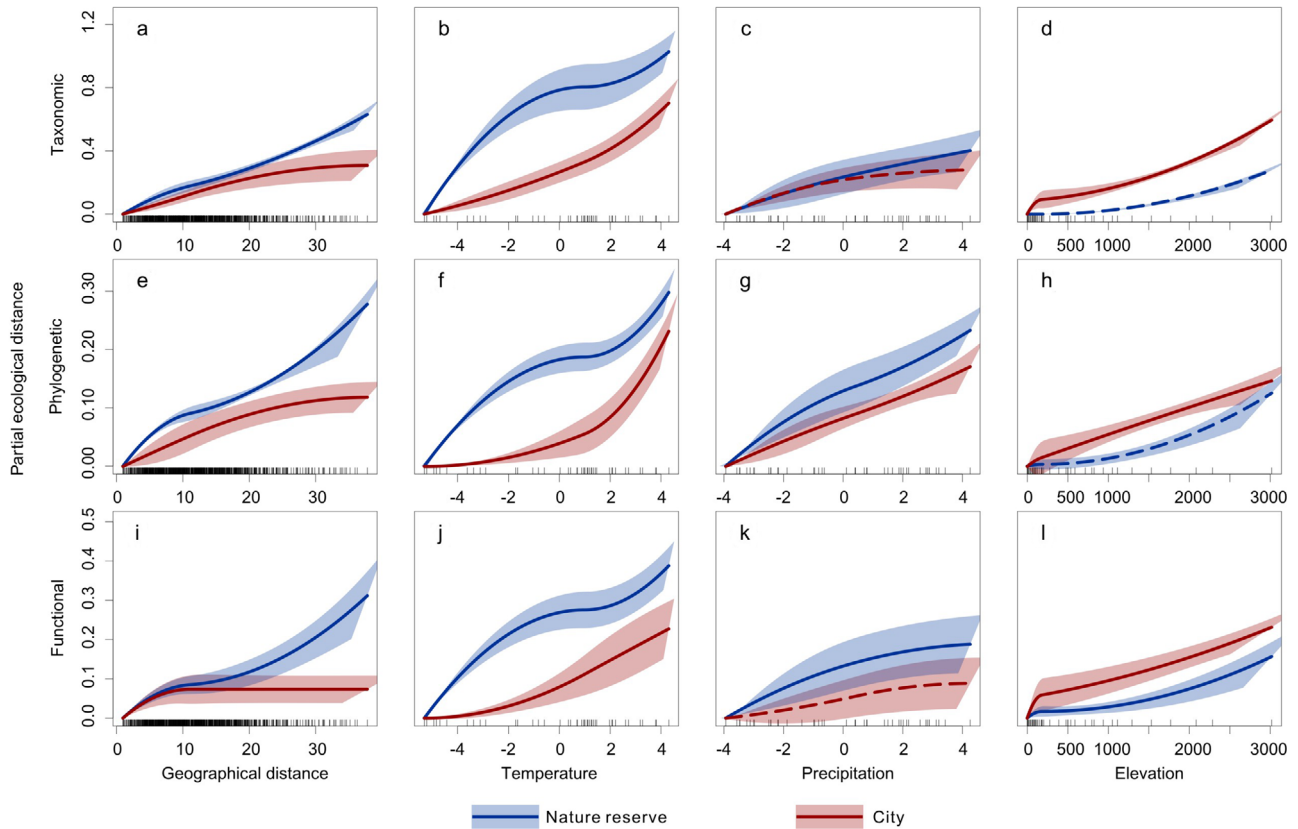 a b c d
Taxonomic
0.0 0.4 0.8 1.2
0 10 20 30
-4 -2 0 2 4
-4 -2 0 2 4
0 500 1000 2000 3000
e f g h
Partial ecological distance
Phylogenetic
0.00 0.10 0.20 0.30
0 10 20 30
-4 -2 0 2 4
-4 -2 0 2 4
0 500 1000 2000 3000
i j k l
Functional
0.0 0.1 0.2 0.3 0.4 0.5
0 10 20 30
-4 -2 0 2 4
-4 -2 0 2 4
0 500 1000 2000 3000
Geographical distance
Temperature
Precipitation
Elevation
Nature reserve
City